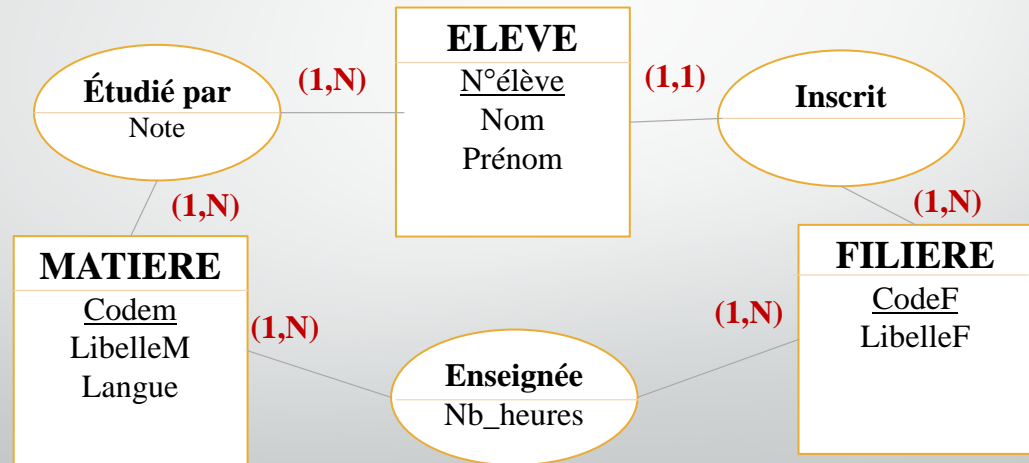 ELEVE
N°élève
Nom
Prénom
(1,N)
(1,1)
Étudié par
Note
Inscrit
(1,N)
(1,N)
MATIERE
Codem
LibelleM
Langue
FILIERE
CodeF
LibelleF
(1,N)
(1,N)
Enseignée
Nb_heures